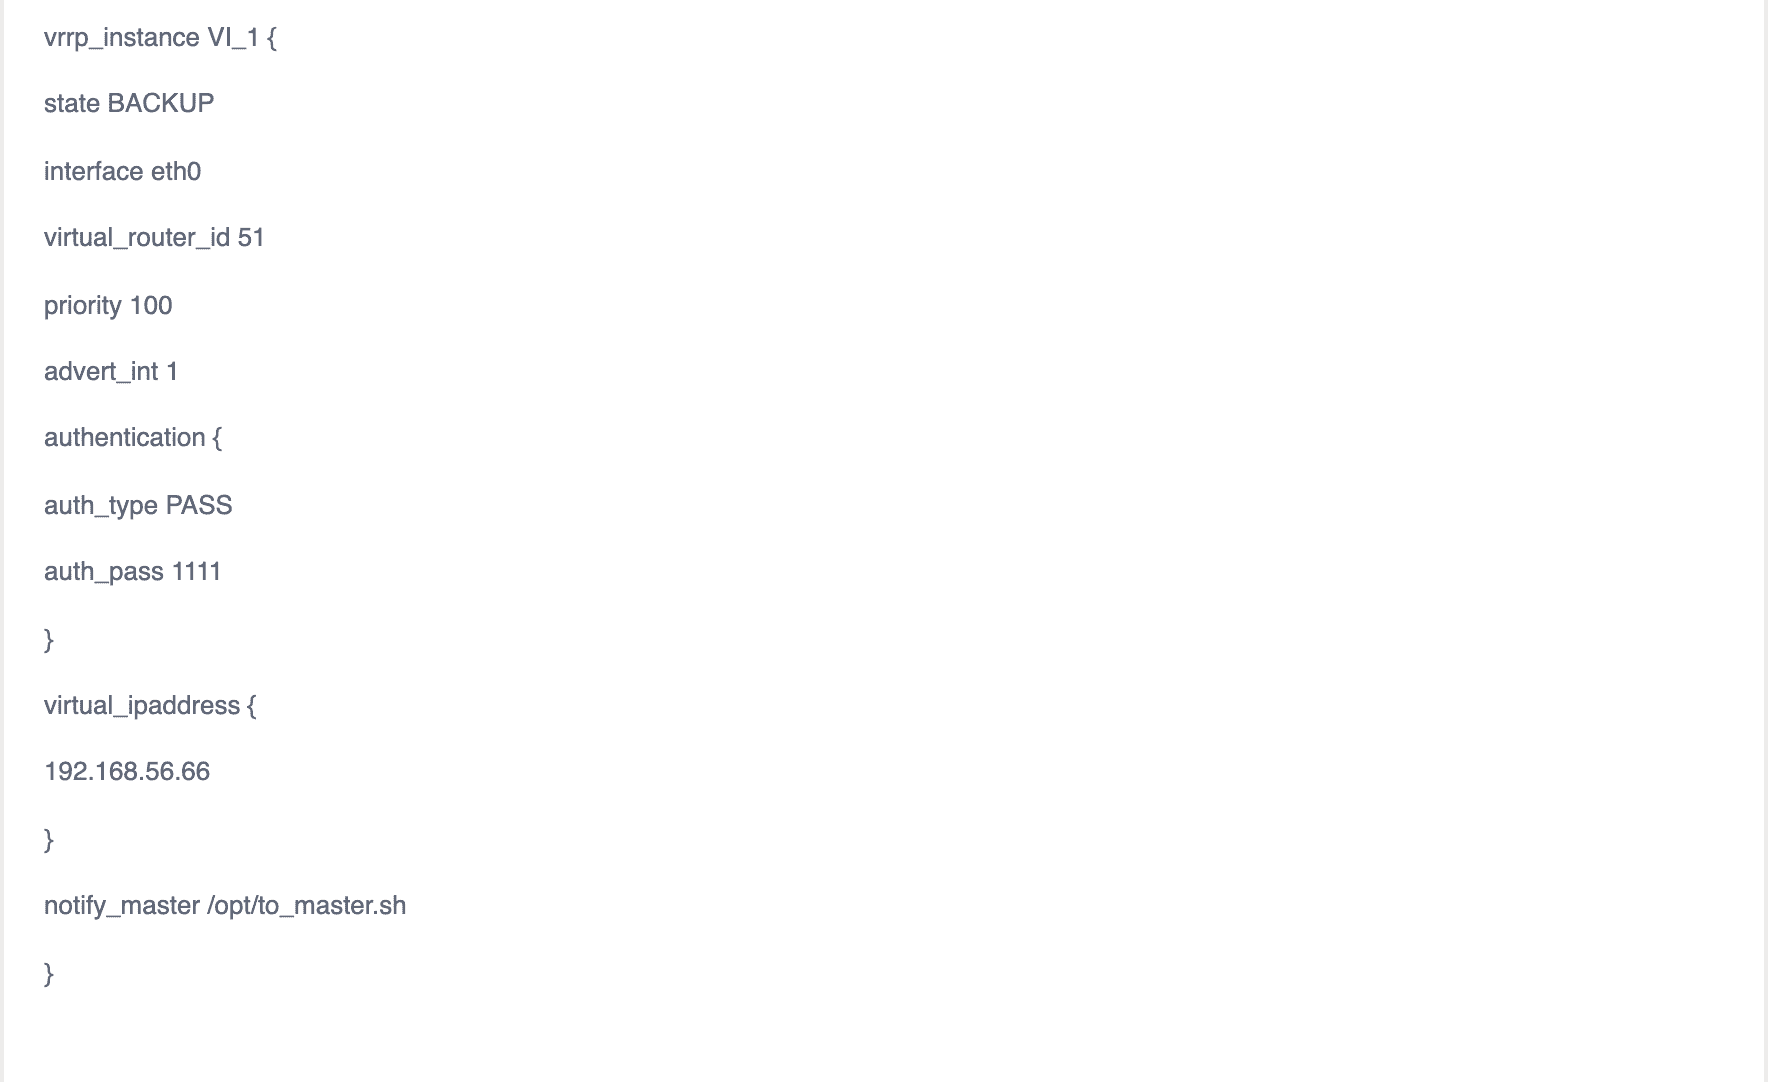 vrrp_instance VI_1 {
state BACKUP
interface eth0
virtual_router_id 51
priority 100
advert_int 1
authentication {
auth_type PASS
auth_pass 1111
}
virtual_ipaddress {
192.168.56.66
}
notify_master /opt/to_master.sh
}